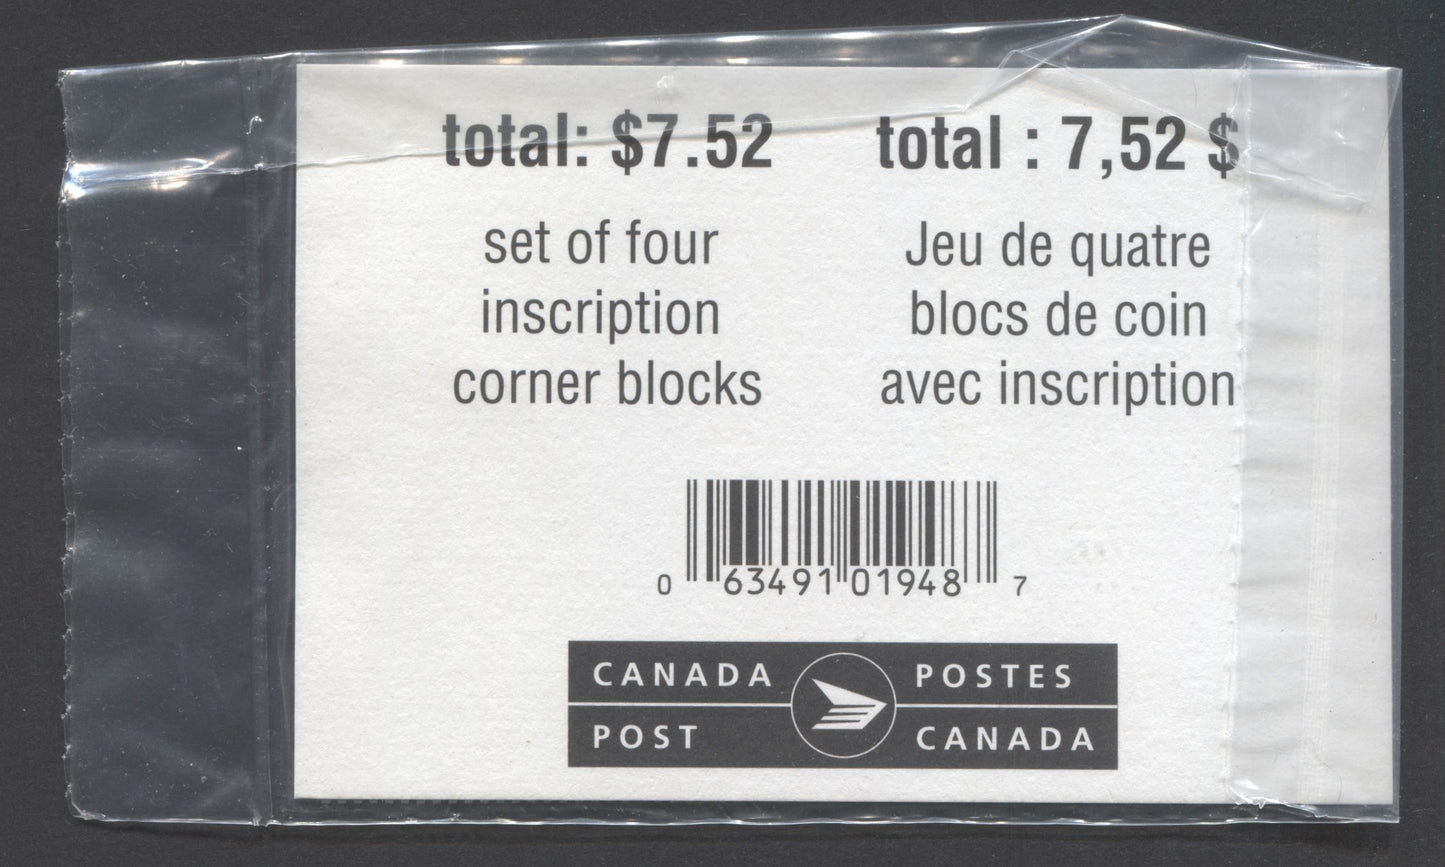 total: $7.52
set of four
inscription
corner blocks
total : 7,52 $
Jeu de quatre
blocs de coin
avec inscription
0 63491 01948 7
CANADA
POST
POSTES
CANADA